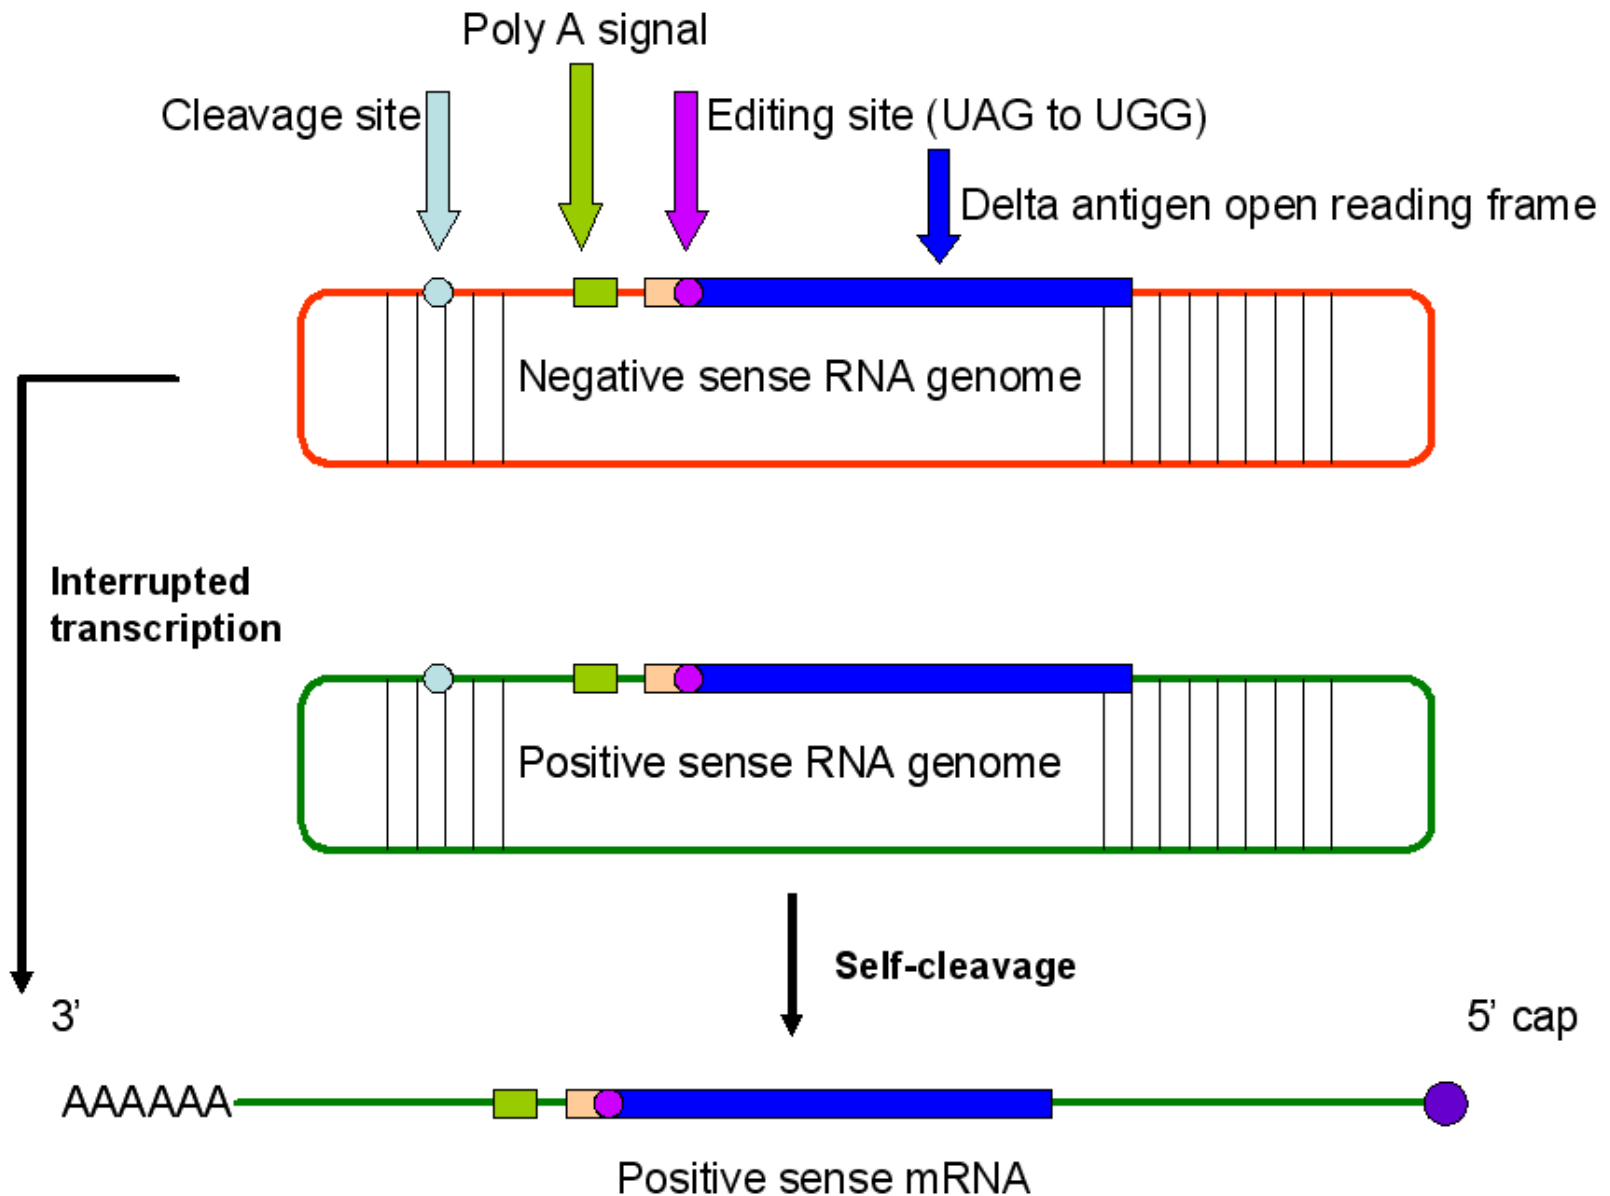 Poly A signal
Cleavage site
Editing site (UAG to UGG)
Delta antigen open reading frame
Negative sense RNA genome
Interrupted
transcription
Positive sense RNA genome
Self-cleavage
3’
5’ cap
AAAAAA
Positive sense mRNA